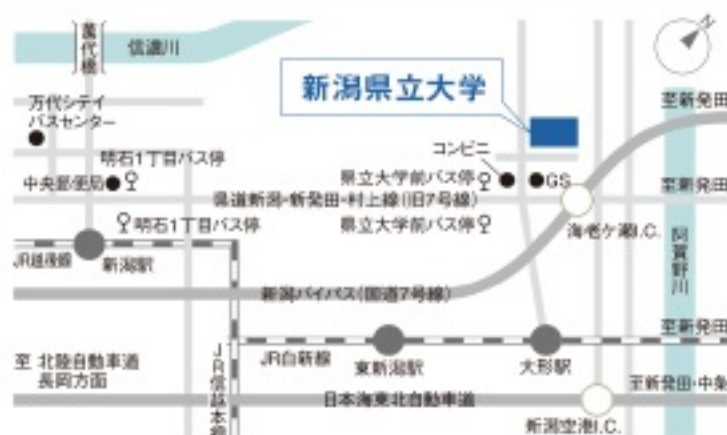 萬代橋
信濃川
新潟県立大学
N
至新発田
万代シテイ
バスセンター
コンビニ
明石1丁目バス停
中央郵便局
県立大学前バス停
GS
至新発田
県道新潟・新発田・村上線(旧7号線)
明石1丁目バス停
県立大学前バス停
海老ケ瀬I.C.
阿賀野川
JR越後線
新潟駅
新潟バイパス(国道7号線)
至新発田
JR白新線
東新潟駅
大形駅
至 北陸自動車道
長岡方面
JR信越本線
至新発田・中条
日本海東北自動車道
新潟空港I.C.